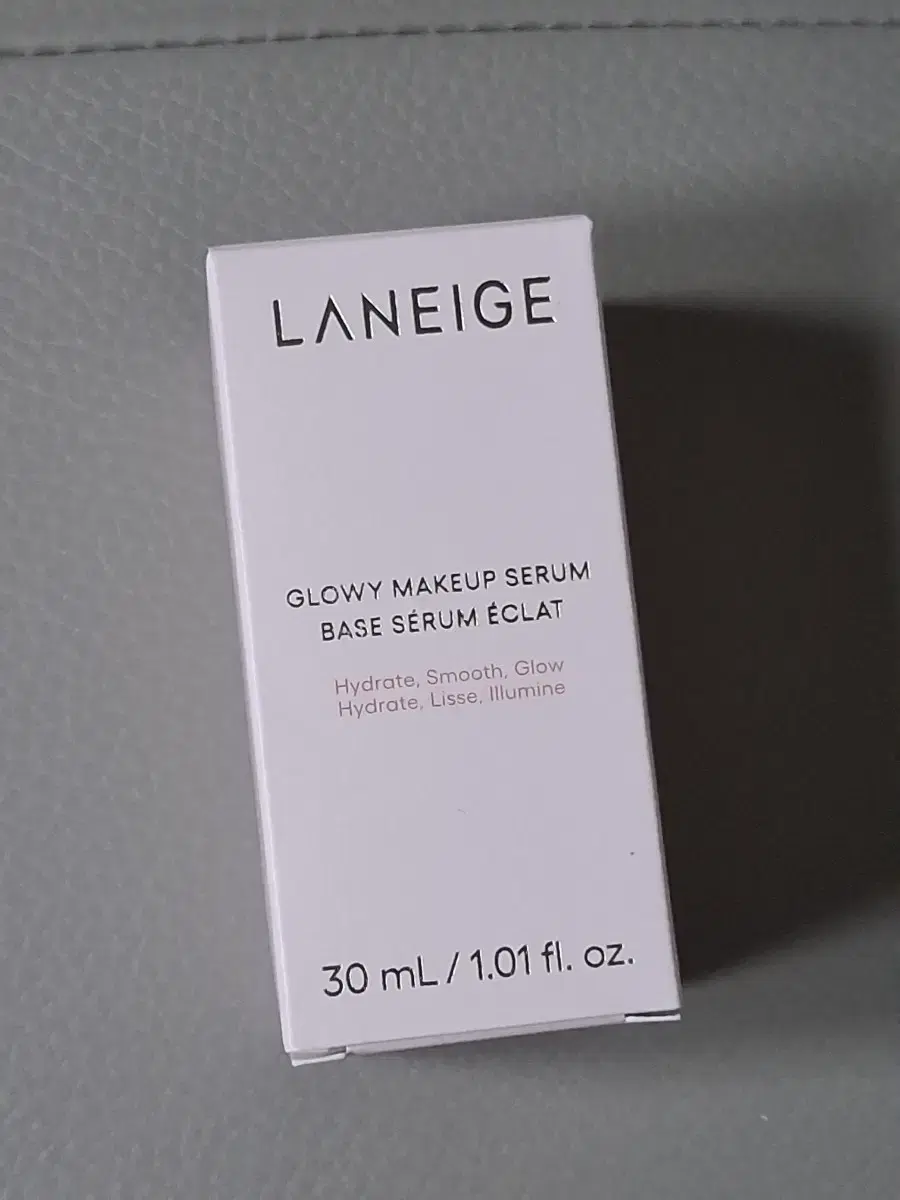 LANEIGE
GLOWY MAKEUP SERUM
BASE SÉRUM ÉCLAT
Hydrate, Smooth, Glow
Hydrate, Lisse, Illumine
30 mL / 1.01 fl. oz.